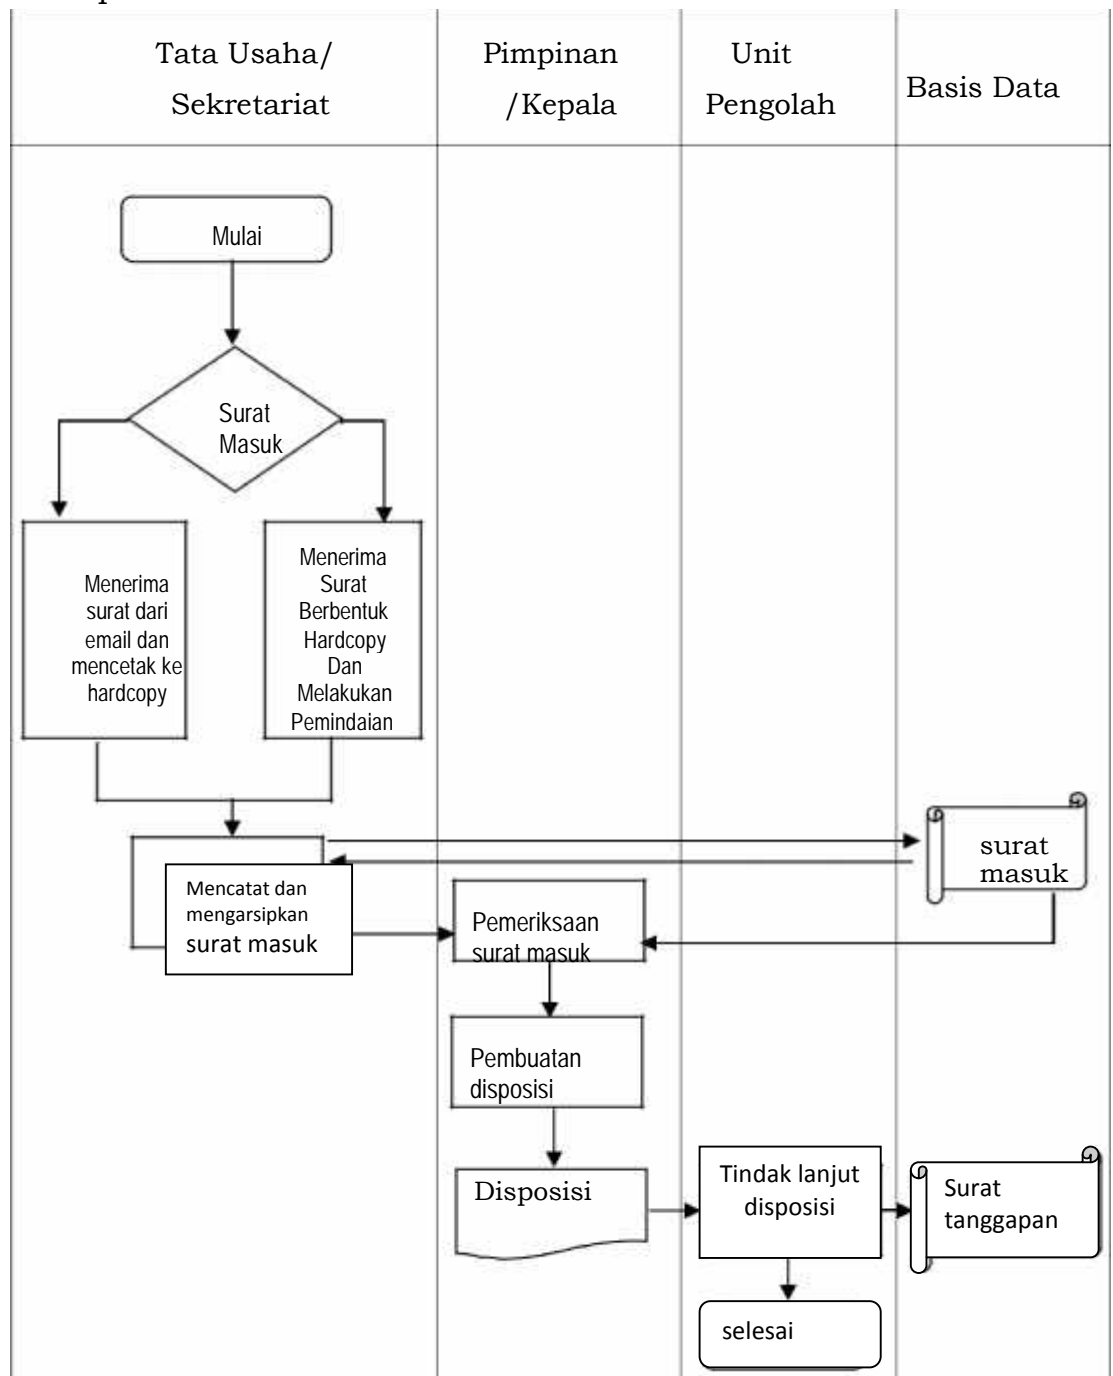 Tata Usaha/
Sekretariat
Pimpinan
/Kepala
Unit
Pengolah
Basis Data
Mulai
Surat
Masuk
Menerima
surat dari
email dan
mencetak ke
hardcopy
Menerima
Surat
Berbentuk
Hardcopy
Dan
Melakukan
Pemindaian
surat
masuk
Mencatat dan
mengarsipkan
surat masuk
Pemeriksaan
surat masuk
Pembuatan
disposisi
Disposisi
Tindak lanjut
disposisi
Surat
tanggapan
selesai